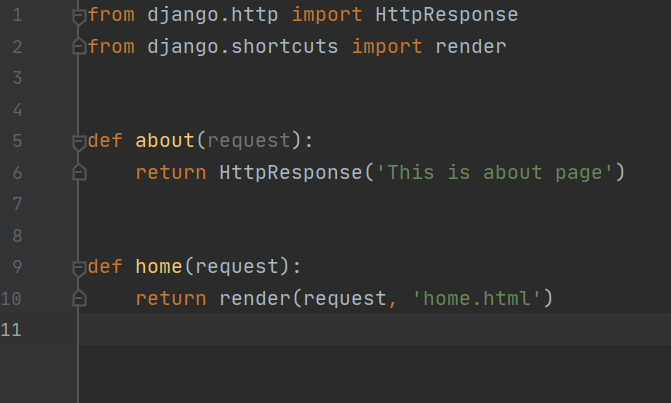 1 from django.http import HttpResponse
2 from django.shortcuts import render
3
4
5 def about(request):
6     return HttpResponse('This is about page')
7
8
9 def home(request):
10     return render(request, 'home.html')
11